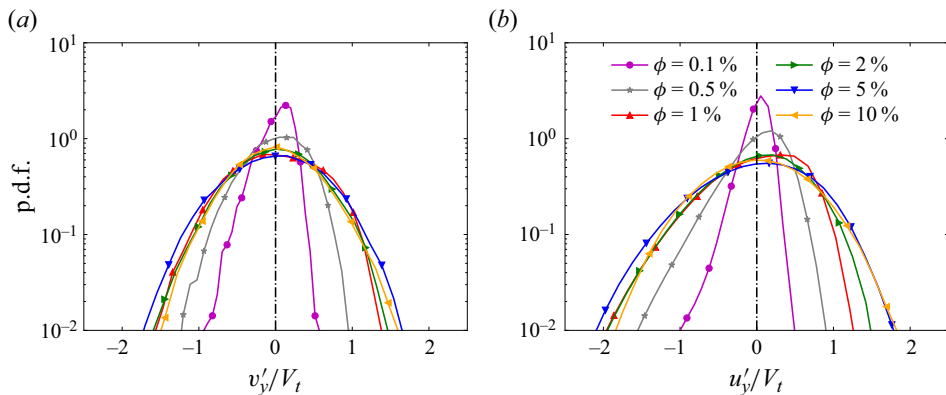 (a) (b)
10¹ 10¹
ϕ = 0.1 % ϕ = 2 %
ϕ = 0.5 % ϕ = 5 %
ϕ = 1 % ϕ = 10 %
10⁰ 10⁰
p.d.f.
10⁻¹ 10⁻¹
10⁻² 10⁻²
−2 −1 0 1 2 −2 −1 0 1 2
v′y/Vt u′y/Vt